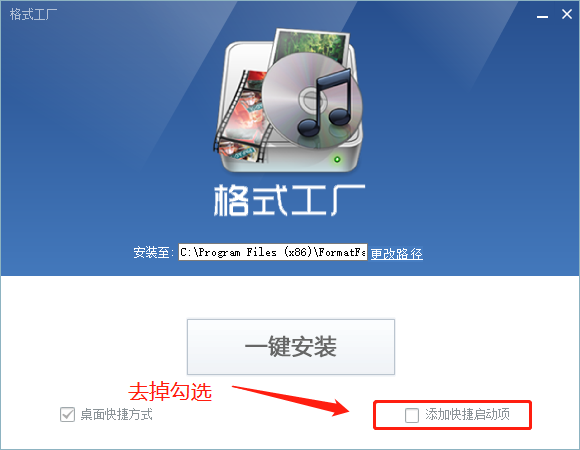 格式工厂
格式工厂
安装至: C:\Program Files (x86)\FormatFa 更改路径
一键安装
去掉勾选
桌面快捷方式 添加快捷启动项